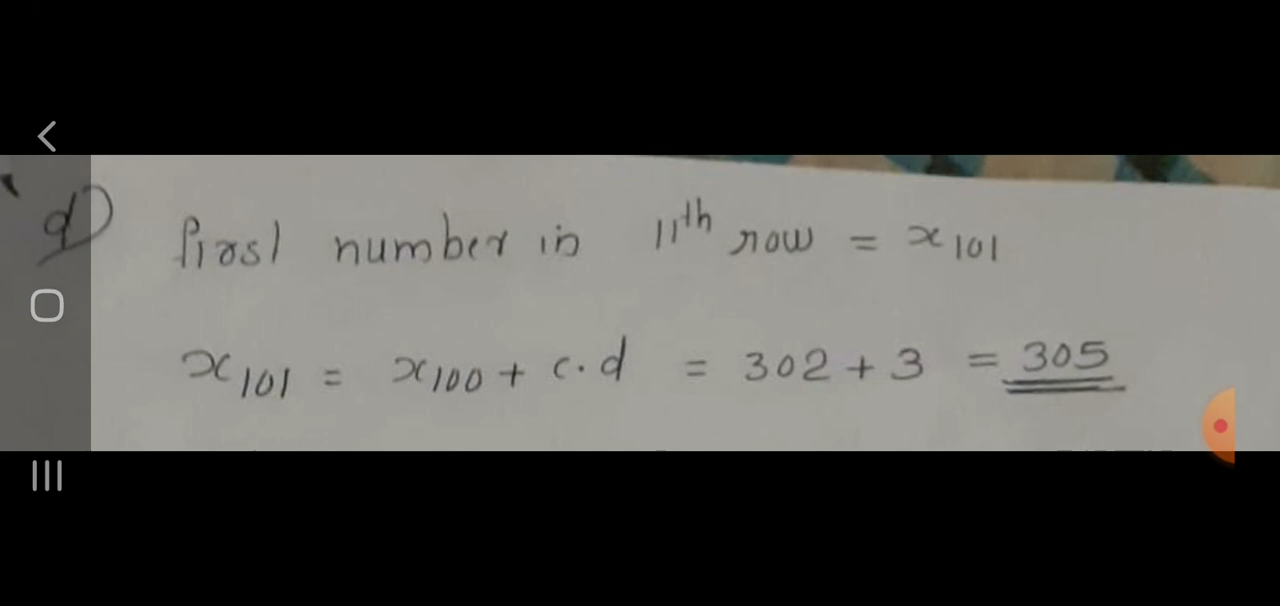 d) first number in 11th row = x₁₀₁
x₁₀₁ = x₁₀₀ + c.d = 302 + 3 = 305